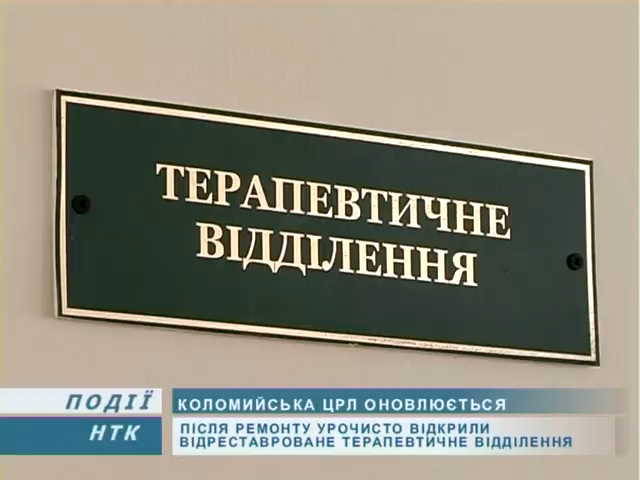 ТЕРАПЕВТИЧНЕ
ВІДДІЛЕННЯ
ПОДІЇ
НТК
КОЛОМИЙСЬКА ЦРЛ ОНОВЛЮЄТЬСЯ
ПІСЛЯ РЕМОНТУ УРОЧИСТО ВІДКРИЛИ
ВІДРЕСТАВРОВАНЕ ТЕРАПЕВТИЧНЕ ВІДДІЛЕННЯ